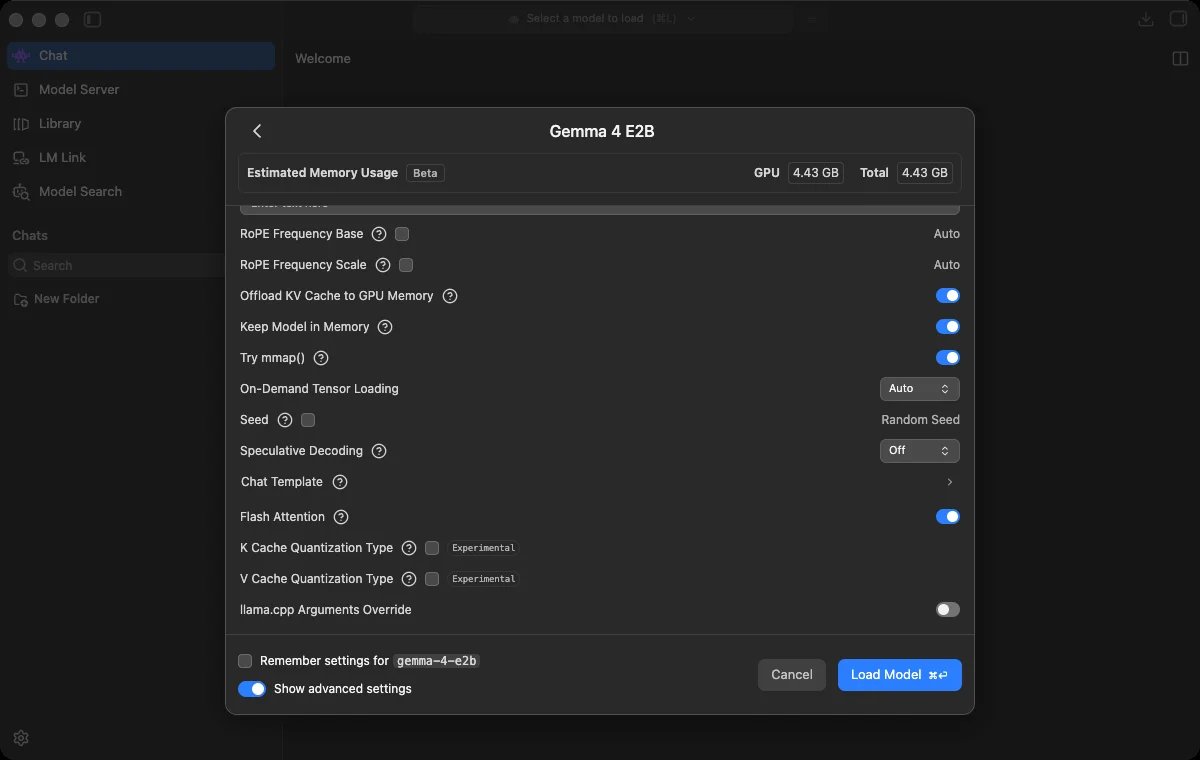 Select a model to load (⌘L)
Chat
Welcome
Model Server
Library
LM Link
Model Search
Chats
Search
New Folder
Gemma 4 E2B
Estimated Memory Usage Beta GPU 4.43 GB Total 4.43 GB
RoPE Frequency Base Auto
RoPE Frequency Scale Auto
Offload KV Cache to GPU Memory
Keep Model in Memory
Try mmap()
On-Demand Tensor Loading Auto
Seed Random Seed
Speculative Decoding Off
Chat Template
Flash Attention
K Cache Quantization Type Experimental
V Cache Quantization Type Experimental
llama.cpp Arguments Override
Remember settings for gemma-4-e2b
Show advanced settings
Cancel
Load Model ⌘⏎